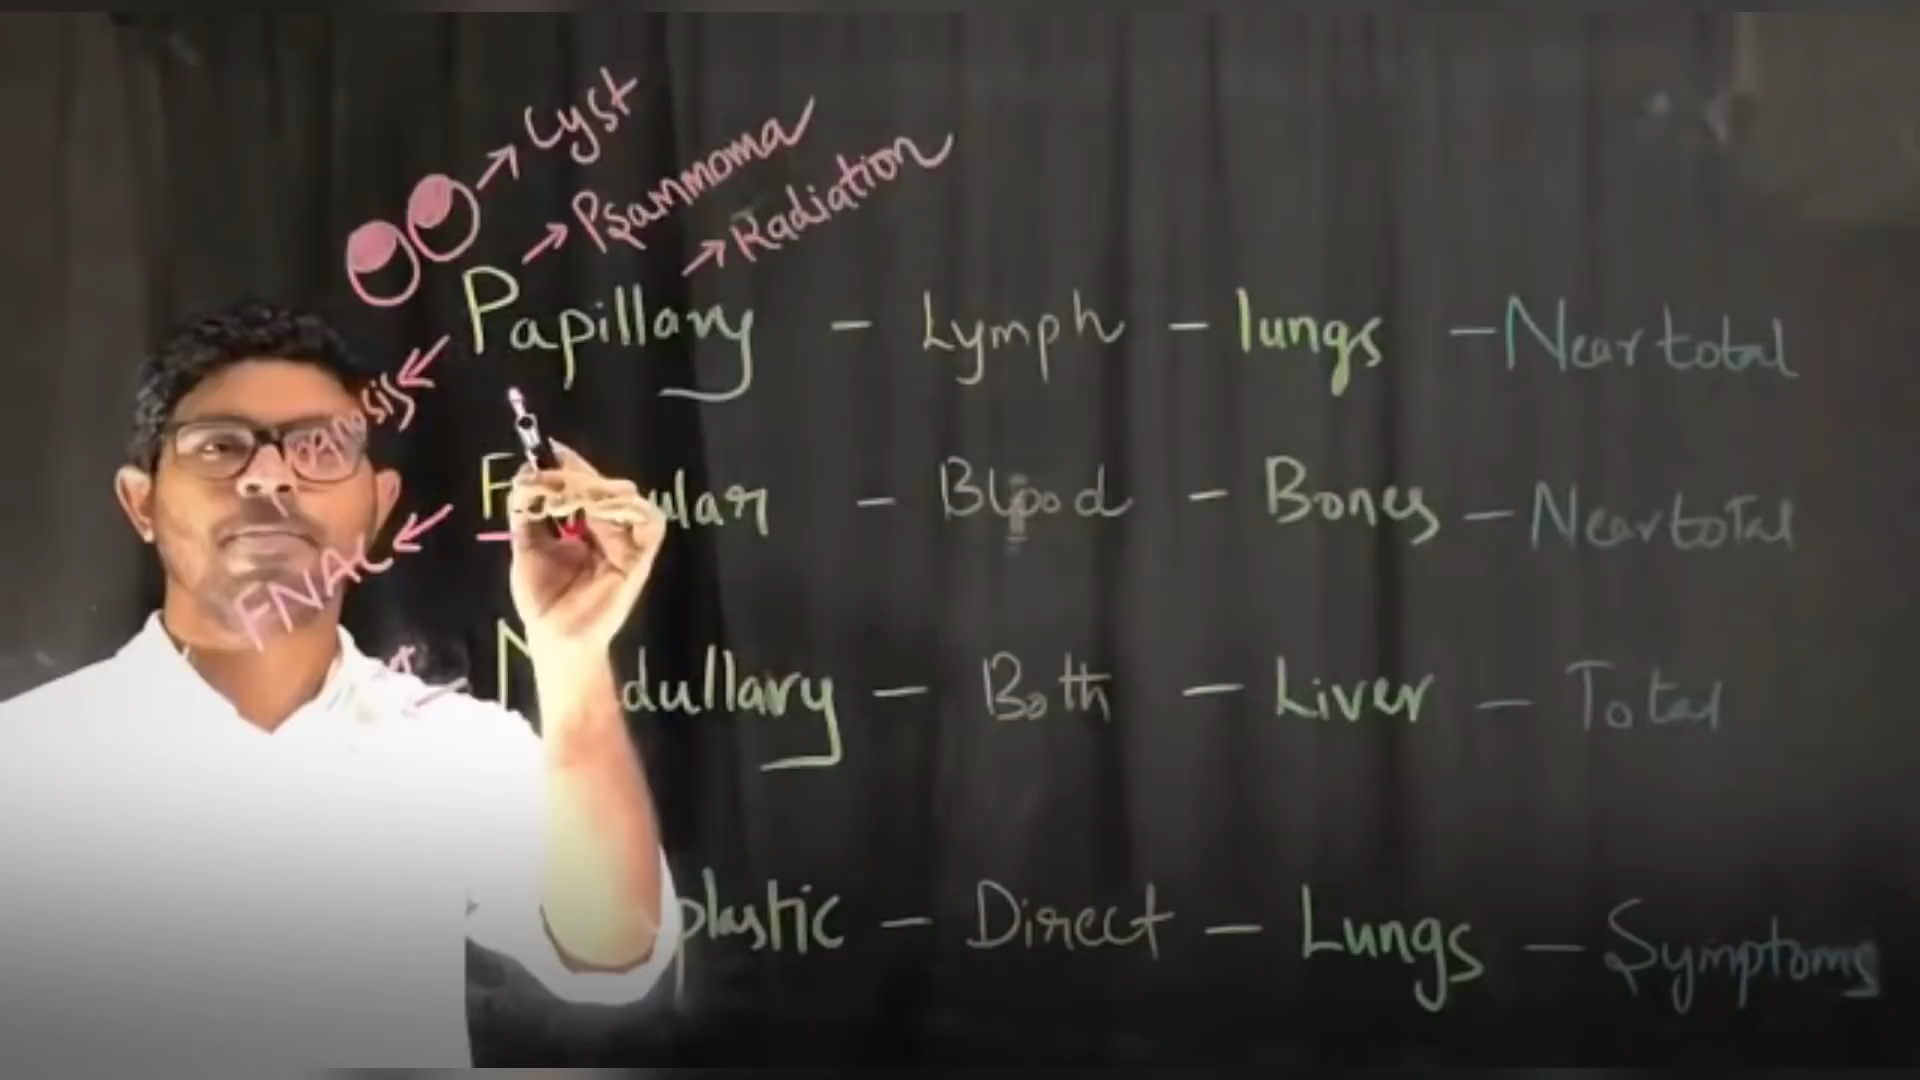 Cyst
Psammoma
Radiation
Papillary - Lymph - lungs - Near total
- Blood - Bones - Near total
FNAC
dullary - Both - Liver - Total
plastic - Direct - Lungs - Symptoms